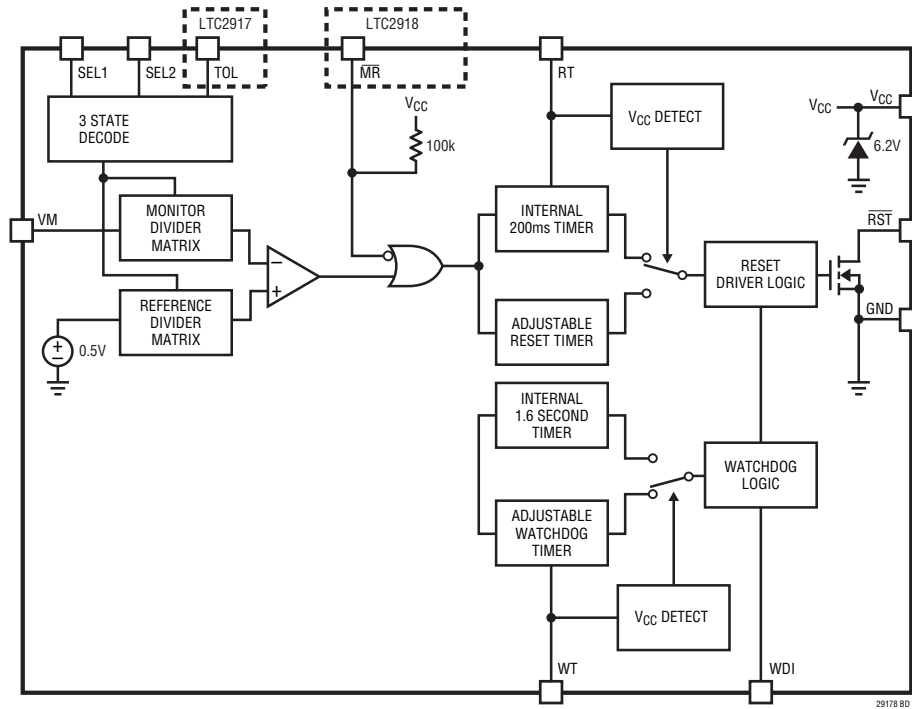 LTC2917
LTC2918
SEL1
SEL2
TOL
MR
RT
3 STATE
DECODE
VCC
100k
VCC DETECT
VCC
VCC
6.2V
VM
MONITOR
DIVIDER
MATRIX
INTERNAL
200ms TIMER
RST
−
+
RESET
DRIVER LOGIC
REFERENCE
DIVIDER
MATRIX
ADJUSTABLE
RESET TIMER
GND
+
−
0.5V
INTERNAL
1.6 SECOND
TIMER
WATCHDOG
LOGIC
ADJUSTABLE
WATCHDOG
TIMER
VCC DETECT
WT
WDI
29178 BD